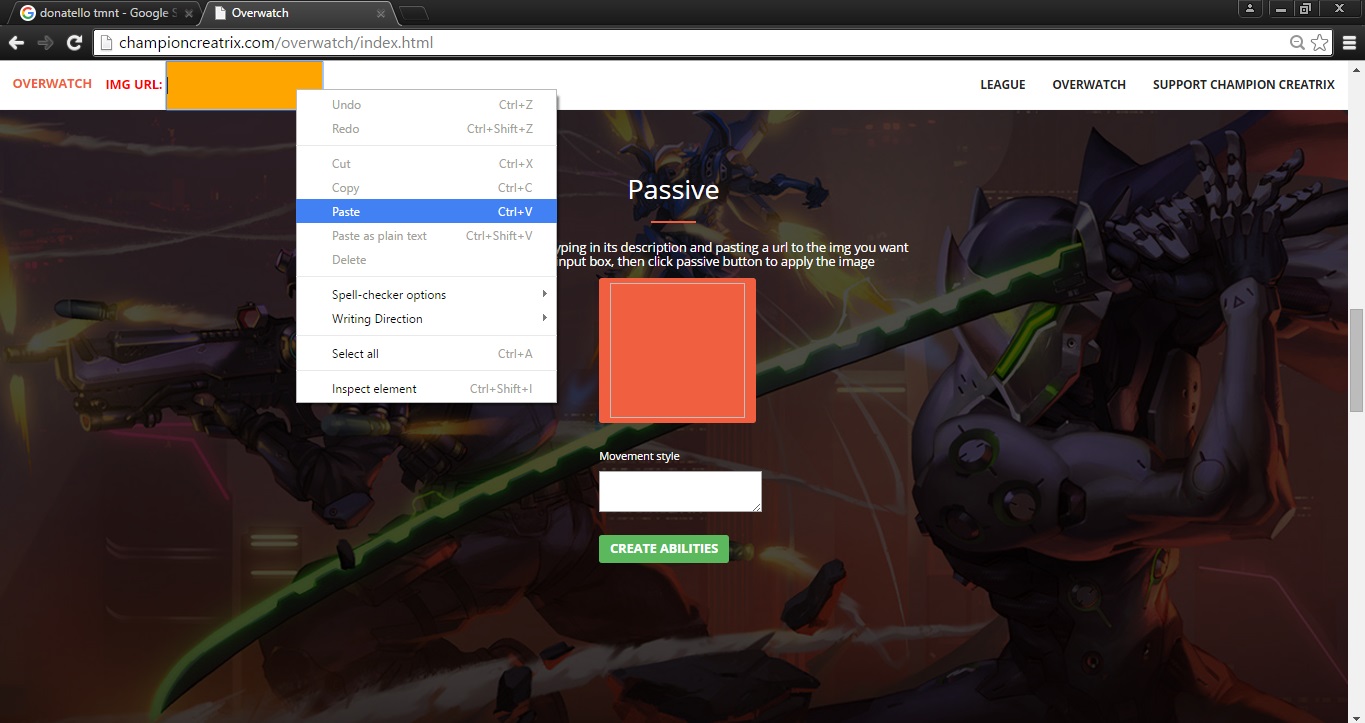 donatello tmnt - Google S
Overwatch
championcreatrix.com/overwatch/index.html
OVERWATCH IMG URL:
LEAGUE OVERWATCH SUPPORT CHAMPION CREATRIX
Undo Ctrl+Z
Redo Ctrl+Shift+Z
Cut Ctrl+X
Copy Ctrl+C
Paste Ctrl+V
Paste as plain text Ctrl+Shift+V
Delete
Spell-checker options
Writing Direction
Select all Ctrl+A
Inspect element Ctrl+Shift+I
Passive
yping in its description and pasting a url to the img you want
nput box, then click passive button to apply the image
Movement style
CREATE ABILITIES